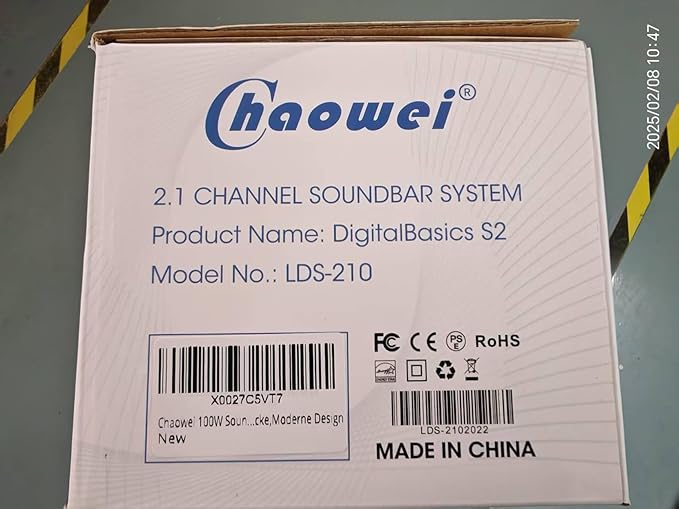 Chaowei®
2.1 CHANNEL SOUNDBAR SYSTEM
Product Name: DigitalBasics S2
Model No.: LDS-210
X0027C5VT7
Chaowei 100W Soun...cke,Moderne Design
New
FC CE PSE RoHS
LDS-2102022
MADE IN CHINA
2025/02/08 10:47